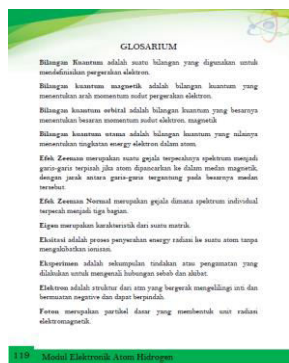 GLOSARIUM
Bilangan Kuantum adalah suatu bilangan yang digunakan untuk
mendefinisikan pergerakan elektron.
Bilangan kuantum magnetik adalah bilangan kuantum yang
menentukan arah momentum sudut pergerakan elektron.
Bilangan kuantum orbital adalah bilangan kuantum yang besarnya
menentukan besaran momentum sudut elektron. magnetik
Bilangan kuantum utama adalah bilangan kuantum yang nilainya
menentukan tingkatan energy elektron dalam atom.
Efek Zeeman merupakan suatu gejala terpecahnya spektrum menjadi
garis-garis terpisah jika atom dipancarkan ke dalam medan magnetik,
dengan jarak antara garis-garis tergantung pada besarnya medan
tersebut.
Efek Zeeman Normal merupakan gejala dimana spektrum individual
terpecah menjadi tiga bagian.
Eigen merupakan karakteristik dari suatu matrik.
Eksitasi adalah proses penyerahan energy radiasi ke suatu atom tanpa
mengakibatkan ionisasi.
Eksperimen adalah sekumpulan tindakan atau pengamatan yang
dilakukan untuk mengenali hubungan sebab dan akibat.
Elektron adalah struktur dari atm yang bergerak mengelilingi inti dan
bermuatan negative dan dapat berpindah.
Foton merupakan partikel dasar yang membentuk unit radiasi
elektromagnetik.
119 Modul Elektronik Atom Hidrogen